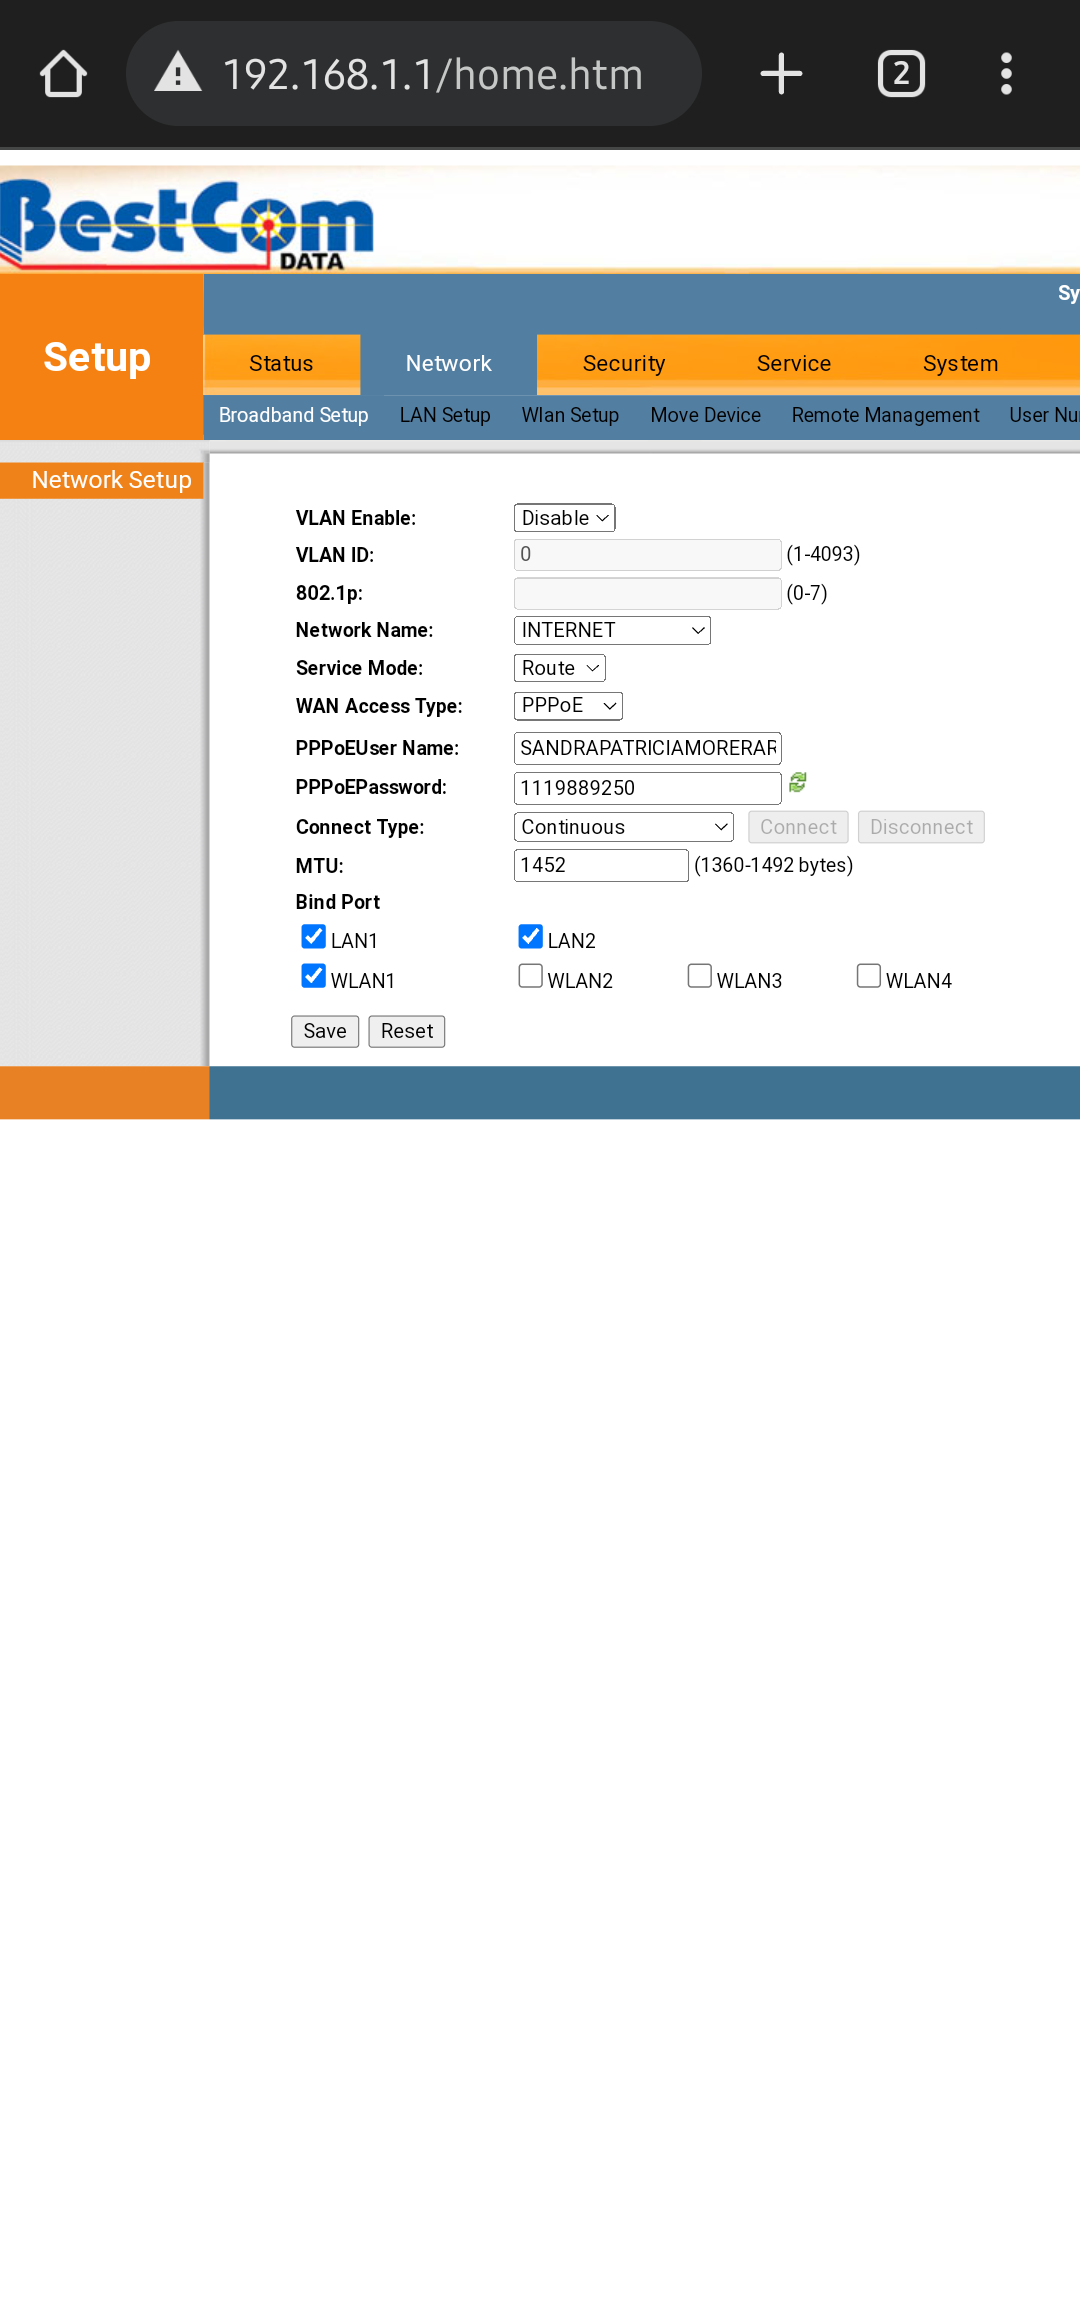 192.168.1.1/home.htm
2
BestCom
DATA
Sy
Setup
Status Network Security Service System
Broadband Setup LAN Setup Wlan Setup Move Device Remote Management User Nu
Network Setup
VLAN Enable: Disable
VLAN ID: 0 (1-4093)
802.1p: (0-7)
Network Name: INTERNET
Service Mode: Route
WAN Access Type: PPPoE
PPPoEUser Name: SANDRAPATRICIAMORERAR
PPPoEPassword: 1119889250
Connect Type: Continuous Connect Disconnect
MTU: 1452 (1360-1492 bytes)
Bind Port
LAN1 LAN2
WLAN1 WLAN2 WLAN3 WLAN4
Save Reset